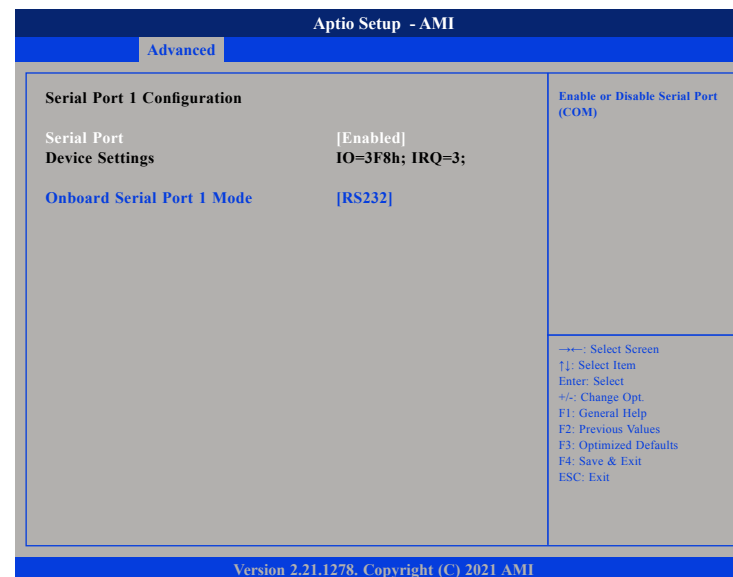 Aptio Setup - AMI
Advanced
Serial Port 1 Configuration
Serial Port [Enabled]
Device Settings IO=3F8h; IRQ=3;
Onboard Serial Port 1 Mode [RS232]
Enable or Disable Serial Port
(COM)
→←: Select Screen
↑↓: Select Item
Enter: Select
+/-: Change Opt.
F1: General Help
F2: Previous Values
F3: Optimized Defaults
F4: Save & Exit
ESC: Exit
Version 2.21.1278. Copyright (C) 2021 AMI